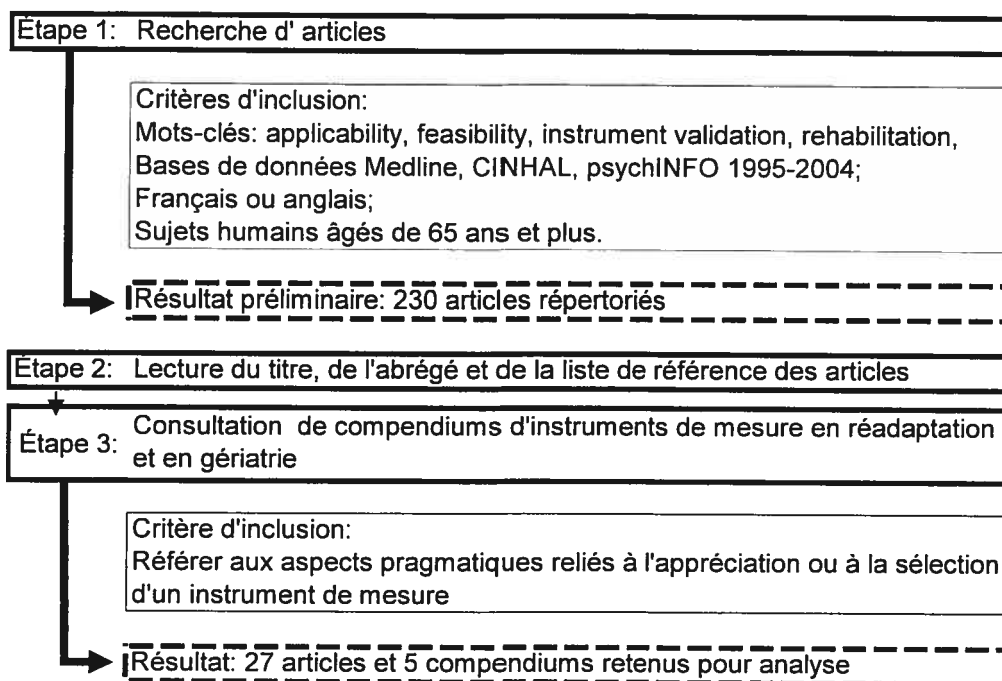 Étape 1: Recherche d' articles
Critères d'inclusion:
Mots-clés: applicability, feasibility, instrument validation, rehabilitation,
Bases de données Medline, CINHAL, psychINFO 1995-2004;
Français ou anglais;
Sujets humains âgés de 65 ans et plus.
Résultat préliminaire: 230 articles répertoriés
Étape 2: Lecture du titre, de l'abrégé et de la liste de référence des articles
Étape 3: Consultation de compendiums d'instruments de mesure en réadaptation
et en gériatrie
Critère d'inclusion:
Référer aux aspects pragmatiques reliés à l'appréciation ou à la sélection
d'un instrument de mesure
Résultat: 27 articles et 5 compendiums retenus pour analyse